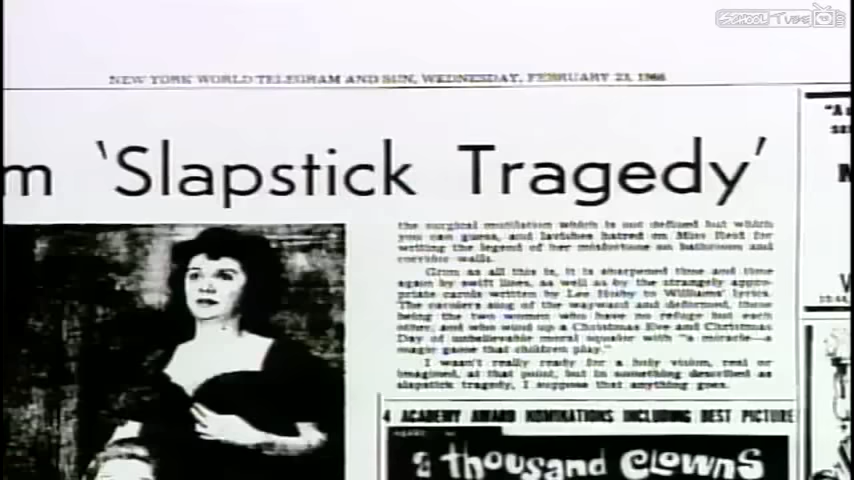 SCHOOL TUBE
NEW YORK WORLD TELEGRAM AND SUN, WEDNESDAY, FEBRUARY 23, 1966
m 'Slapstick Tragedy'
the surgical mutilation which is not defined but which
you can guess, and lavishes hatred on Miss Reid for
writing the legend of her misfortune on bathroom and
corridor walls.
Grim as all this is, it is sharpened time and time
again by swift lines, as well as by the strangely appro-
priate carols written by Lee Hoiby to Williams' lyrics.
The carolers sing of the wayward and deformed, these
being the two women who have no refuge but each
other, and who wind up a Christmas Eve and Christmas
Day of unbelievable moral squalor with "a miracle—a
magic game that children play."
I wasn't really ready for a holy vision, real or
imagined, at that point, but in something described as
slapstick tragedy, I suppose that anything goes.
4 ACADEMY AWARD NOMINATIONS INCLUDING BEST PICTURE
a thousand clowns
"A